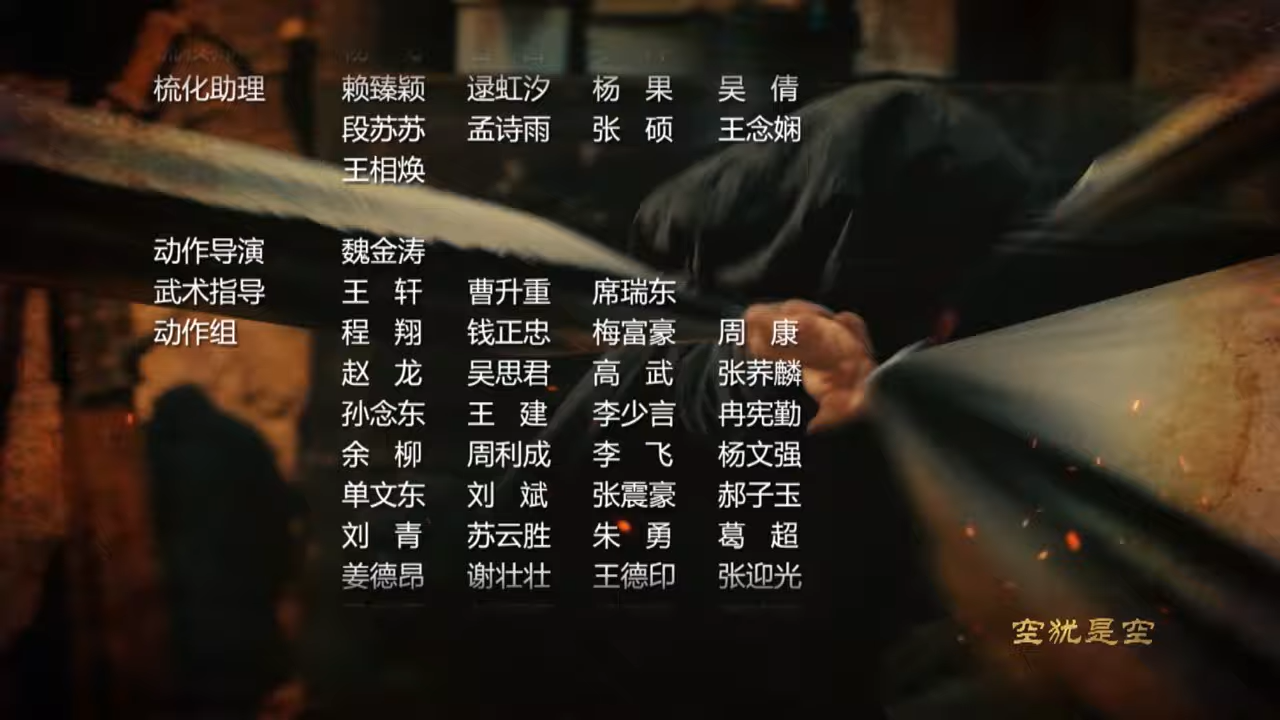 梳化助理 赖臻颖 逯虹汐 杨 果 吴 倩
段苏苏 孟诗雨 张 硕 王念娴
王相焕
动作导演 魏金涛
武术指导 王 轩 曹升重 席瑞东
动作组 程 翔 钱正忠 梅富豪 周 康
赵 龙 吴思君 高 武 张荞麟
孙念东 王 建 李少言 冉宪勤
余 柳 周利成 李 飞 杨文强
单文东 刘 斌 张震豪 郝子玉
刘 青 苏云胜 朱 勇 葛 超
姜德昂 谢壮壮 王德印 张迎光
空犹是空